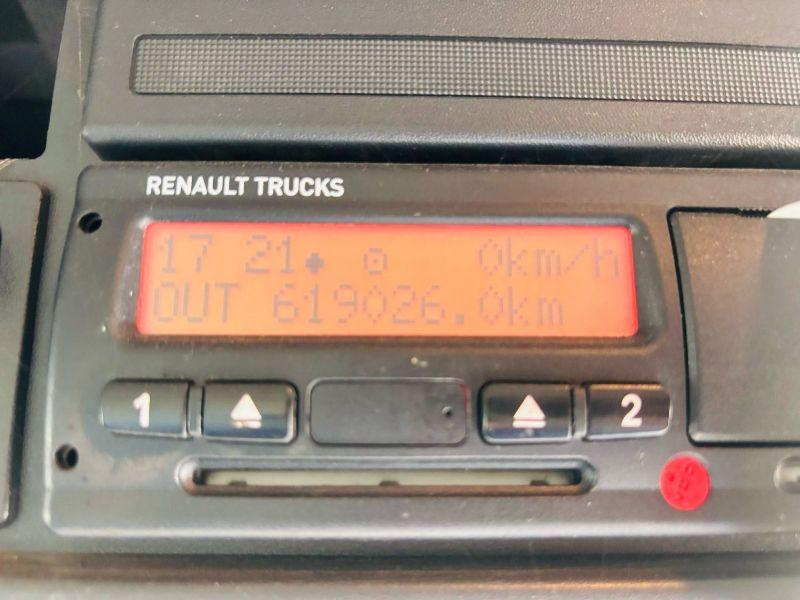 RENAULT TRUCKS
17 21 0km/h
OUT 619026.0km
1 2